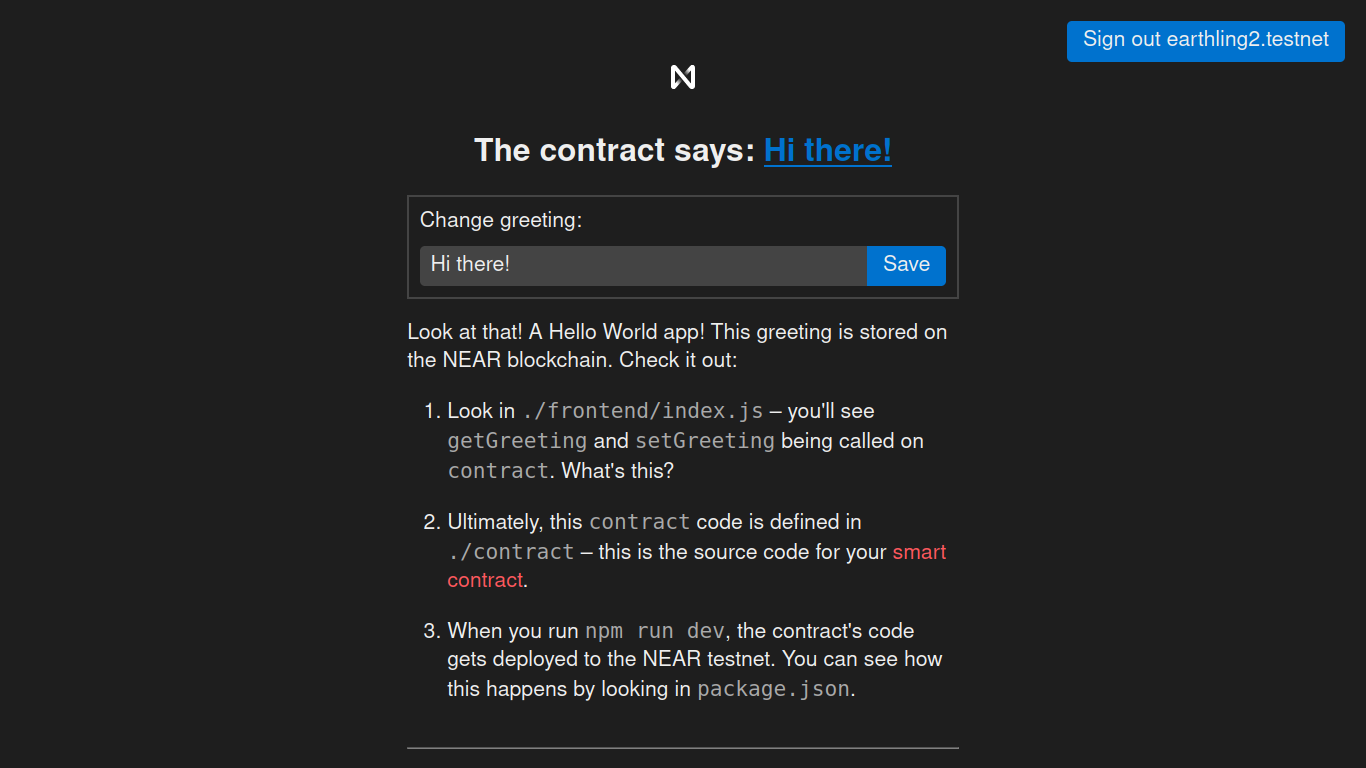 Sign out earthling2.testnet
The contract says: Hi there!
Change greeting:
Hi there!
Save
Look at that! A Hello World app! This greeting is stored on
the NEAR blockchain. Check it out:
1. Look in ./frontend/index.js – you'll see
getGreeting and setGreeting being called on
contract. What's this?
2. Ultimately, this contract code is defined in
./contract – this is the source code for your smart
contract.
3. When you run npm run dev, the contract's code
gets deployed to the NEAR testnet. You can see how
this happens by looking in package.json.